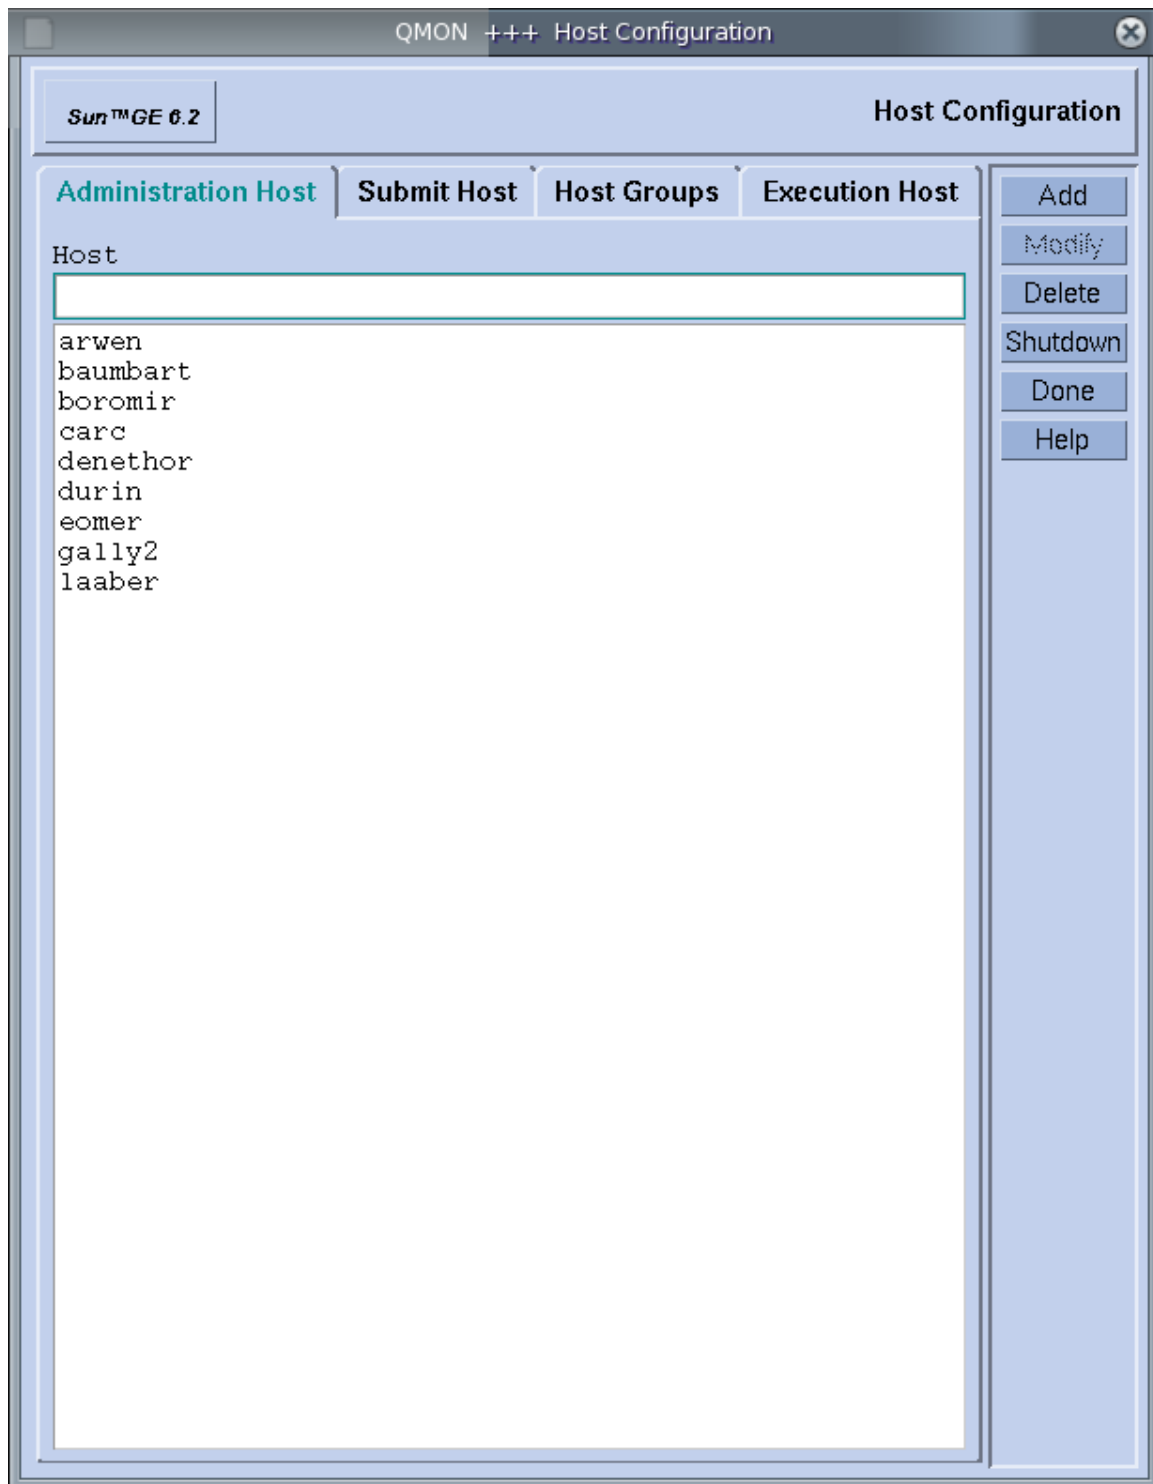 QMON +++ Host Configuration
Sun™GE 6.2
Host Configuration
Administration Host Submit Host Host Groups Execution Host
Host
arwen
baumbart
boromir
carc
denethor
durin
eomer
gally2
laaber
Add
Modify
Delete
Shutdown
Done
Help